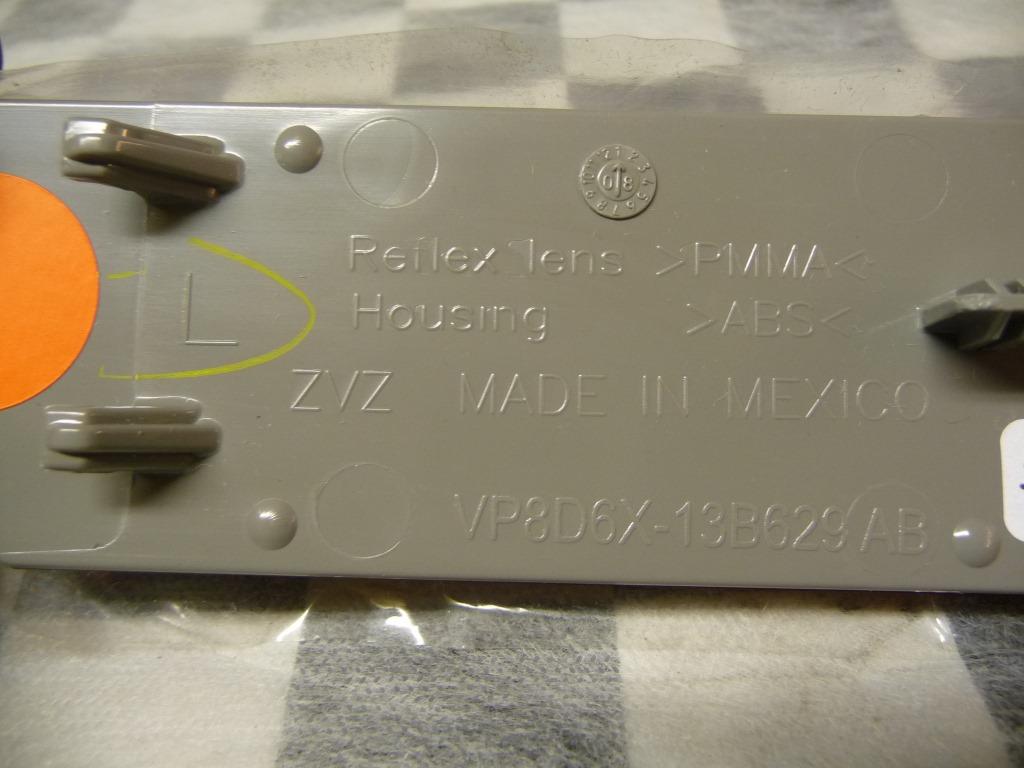 Reflex lens >PMMA<
L
Housing >ABS<
ZVZ MADE IN MEXICO
VP8D6X-13B629 AB